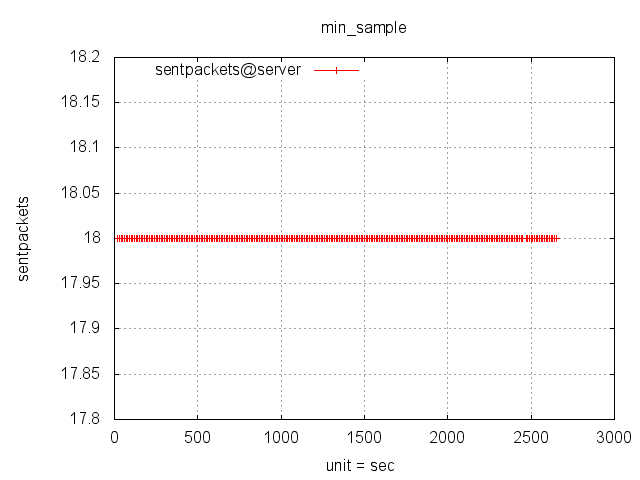 min_sample
sentpackets@server
18.2
18.15
18.1
18.05
18
17.95
17.9
17.85
17.8
sentpackets
0 500 1000 1500 2000 2500 3000
unit = sec